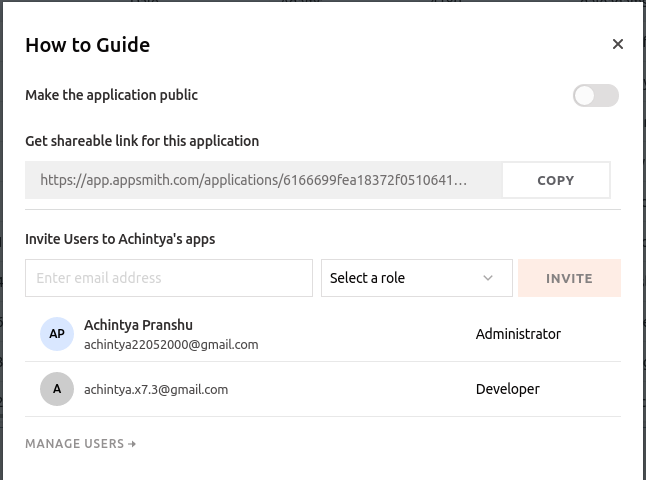 How to Guide
Make the application public
Get shareable link for this application
https://app.appsmith.com/applications/6166699fea18372f0510641... COPY
Invite Users to Achintya's apps
Enter email address Select a role INVITE
AP Achintya Pranshu Administrator
achintya22052000@gmail.com
A achintya.x7.3@gmail.com Developer
MANAGE USERS